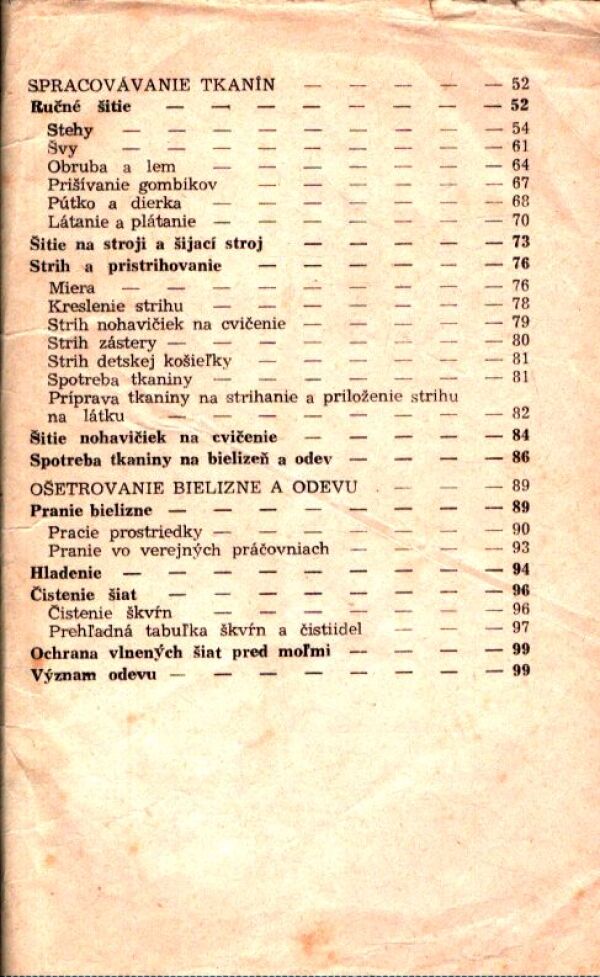 SPRACOVÁVANIE TKANÍN — — — — — 52
Ručné šitie — — — — — — — — 52
Stehy — — — — — — — — — 54
Švy — — — — — — — — — 61
Obruba a lem — — — — — — — 64
Prišívanie gombíkov — — — — — — 67
Pútko a dierka — — — — — — — 68
Látanie a plátanie — — — — — — — 70
Šitie na stroji a šijací stroj — — — — — 73
Strih a pristrihovanie — — — — — — 76
Miera — — — — — — — — — 76
Kreslenie strihu — — — — — — — 78
Strih nohavičiek na cvičenie — — — — — 79
Strih zástery — — — — — — — 80
Strih detskej košieľky — — — — — — 81
Spotreba tkaniny — — — — — — — 81
Príprava tkaniny na strihanie a priloženie strihu
na látku — — — — — — — — 82
Šitie nohavičiek na cvičenie — — — — — 84
Spotreba tkaniny na bielizeň a odev — — — — 86
OŠETROVANIE BIELIZNE A ODEVU — — — 89
Pranie bielizne — — — — — — — — 89
Pracie prostriedky — — — — — — — 90
Pranie vo verejných práčovniach — — — — 93
Hladenie — — — — — — — — — 94
Čistenie šiat — — — — — — — — 96
Čistenie škvŕn — — — — — — — 96
Prehľadná tabuľka škvŕn a čistiidel — — — 97
Ochrana vlnených šiat pred moľmi — — — — 99
Význam odevu — — — — — — — — 99